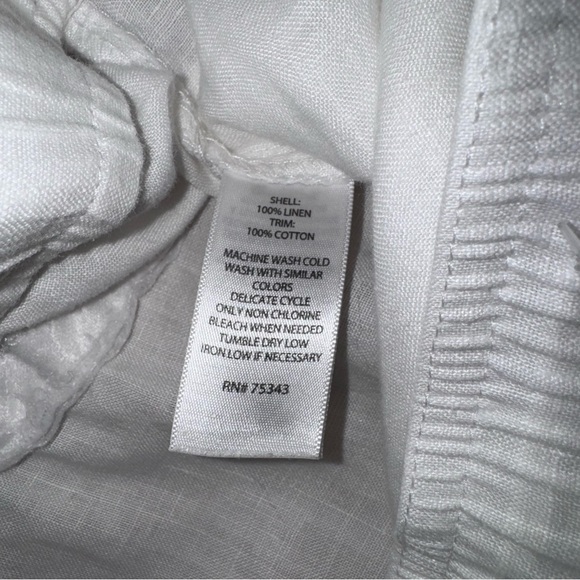 SHELL:
100% LINEN
TRIM:
100% COTTON
MACHINE WASH COLD
WASH WITH SIMILAR
COLORS
DELICATE CYCLE
ONLY NON CHLORINE
BLEACH WHEN NEEDED
TUMBLE DRY LOW
IRON LOW IF NECESSARY
RN# 75343